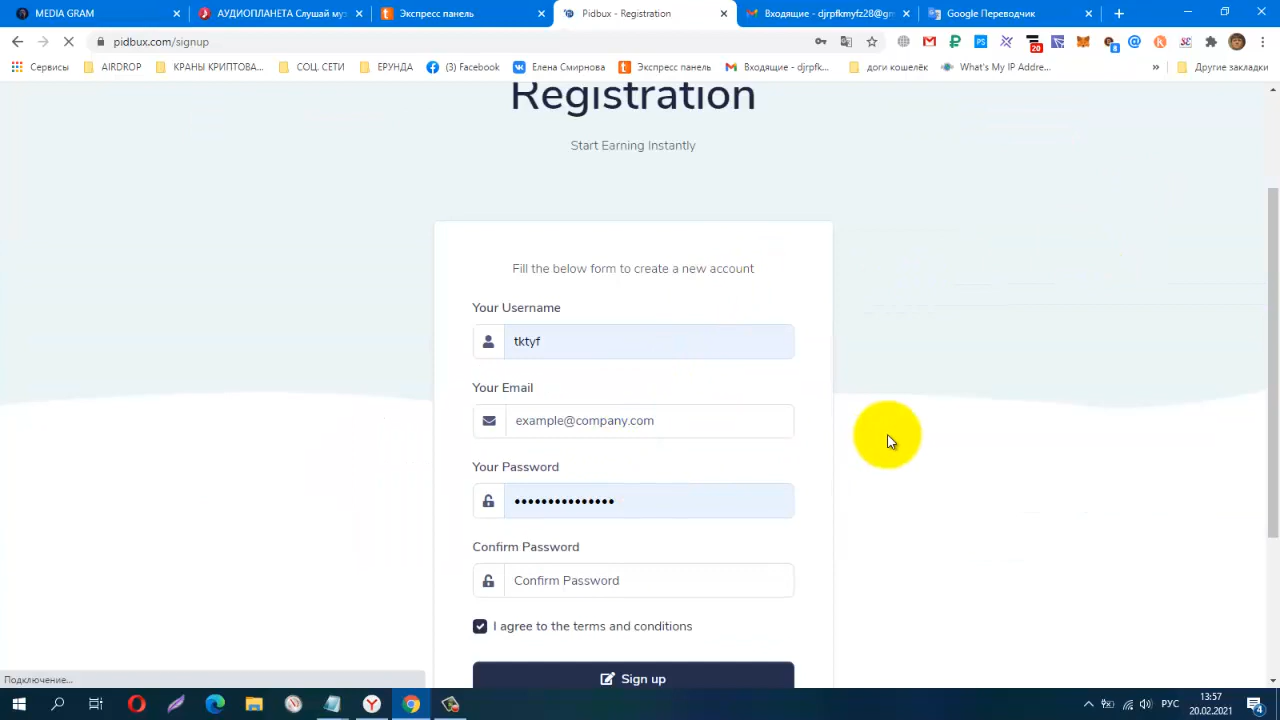 MEDIA GRAM
АУДИОПЛАНЕТА Слушай муз
Экспресс панель
Pidbux - Registration
Входящие - djrpfkmyfz28@gm
Google Переводчик
pidbux.com/signup
20
8
Сервисы
AIRDROP
КРАНЫ КРИПТОВА...
СОЦ. СЕТИ
ЕРУНДА
(3) Facebook
Елена Смирнова
Экспресс панель
Входящие - djrpfk...
доги кошелёк
What's My IP Addre...
»
Другие закладки
Registration
Start Earning Instantly
Fill the below form to create a new account
Your Username
tktyf
Your Email
example@company.com
Your Password
•••••••••••••••
Confirm Password
Confirm Password
I agree to the terms and conditions
Sign up
Подключение...
РУС
13:57
20.02.2021
4